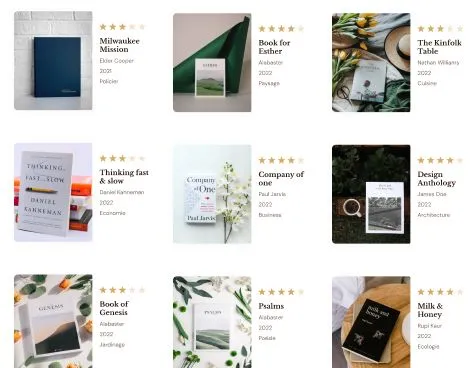 Milwaukee
Mission
Elder Cooper
2021
Policier
Book for
Esther
Alabaster
2022
Paysage
The Kinfolk
Table
Nathan Williams
2022
Cuisine
THINKING,
FAST AND SLOW
DANIEL
KAHNEMAN
Thinking fast
& slow
Daniel Kahneman
2022
Economie
Company
of One
Paul Jarvis
Company of
one
Paul Jarvis
2022
Business
Design
Anthology
James Doe
2022
Architecture
GENESIS
Book of
Genesis
Alabaster
2022
Jardinage
PSALMS
Psalms
Alabaster
2022
Poésie
milk and
honey
Milk &
Honey
Rupi Kaur
2022
Ecologie